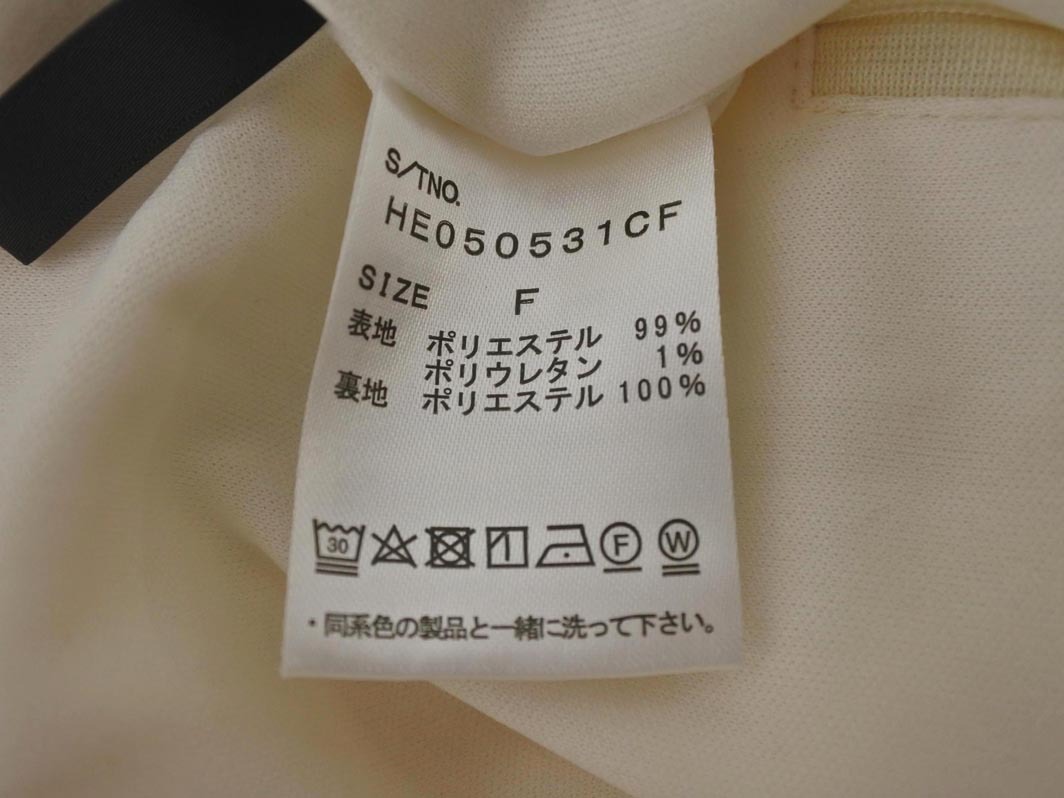 S/TNO.
HE050531CF
SIZE F
表地 ポリエステル 99%
ポリウレタン 1%
裏地 ポリエステル 100%
30 F W
・同系色の製品と一緒に洗って下さい。